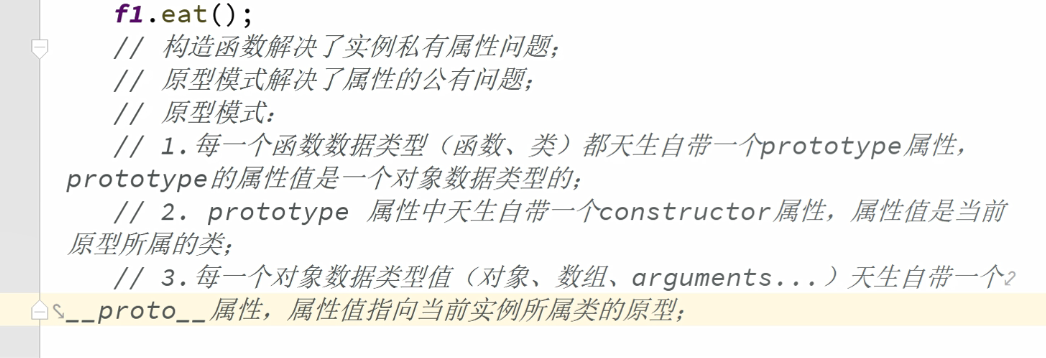 f1.eat();
// 构造函数解决了实例私有属性问题;
// 原型模式解决了属性的公有问题;
// 原型模式:
// 1.每一个函数数据类型（函数、类）都天生自带一个prototype属性，
prototype的属性值是一个对象数据类型的;
// 2. prototype 属性中天生自带一个constructor属性，属性值是当前
原型所属的类;
// 3.每一个对象数据类型值（对象、数组、arguments...）天生自带一个
__proto__属性，属性值指向当前实例所属类的原型;